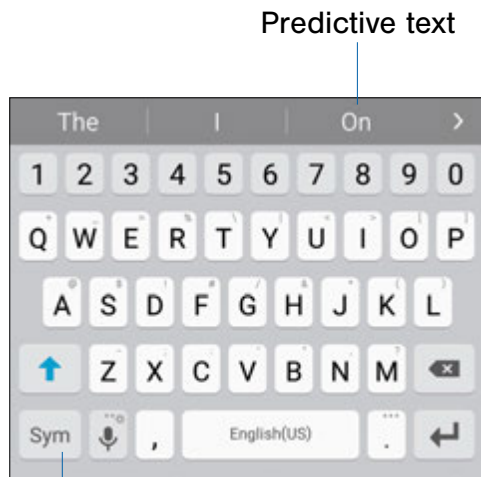 Predictive text
The I On >
1 2 3 4 5 6 7 8 9 0
Q W E R T Y U I O P
A S D F G H J K L
Z X C V B N M
Sym , English(US) .